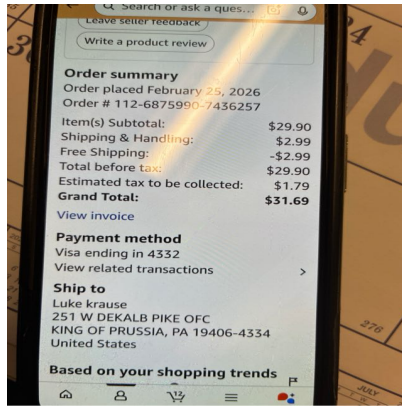 Search or ask a ques...
Leave seller feedback
Write a product review
Order summary
Order placed February 25, 2026
Order # 112-6875990-7436257
Item(s) Subtotal: $29.90
Shipping & Handling: $2.99
Free Shipping: -$2.99
Total before tax: $29.90
Estimated tax to be collected: $1.79
Grand Total: $31.69
View invoice
Payment method
Visa ending in 4332
View related transactions
Ship to
Luke krause
251 W DEKALB PIKE OFC
KING OF PRUSSIA, PA 19406-4334
United States
Based on your shopping trends
12
24
276
JULY